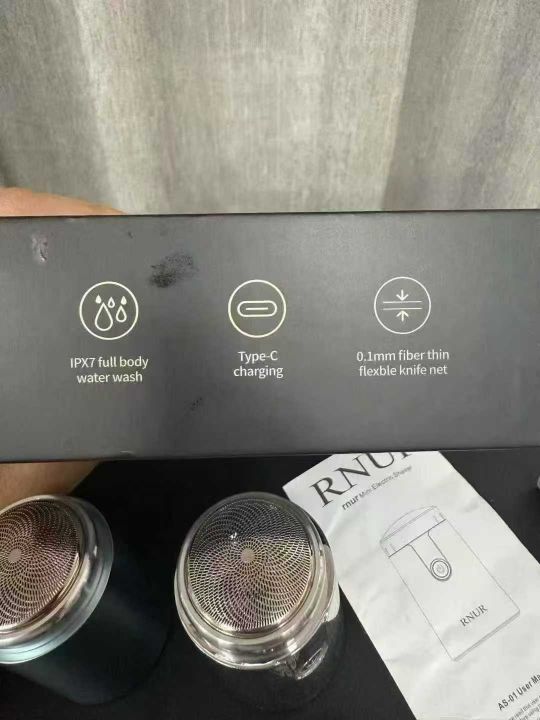 IPX7 full body
water wash
Type-C
charging
0.1mm fiber thin
flexble knife net
RNUR
rnur Mini Electric Shaver
RNUR
AS-01 User